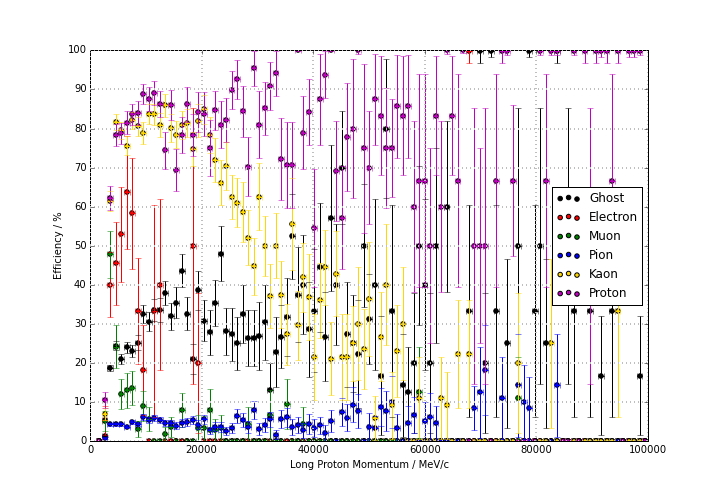 100
90
80
70
60
50
40
30
20
10
0
Efficiency / %
Ghost
Electron
Muon
Pion
Kaon
Proton
0 20000 40000 60000 80000 100000
Long Proton Momentum / MeV/c